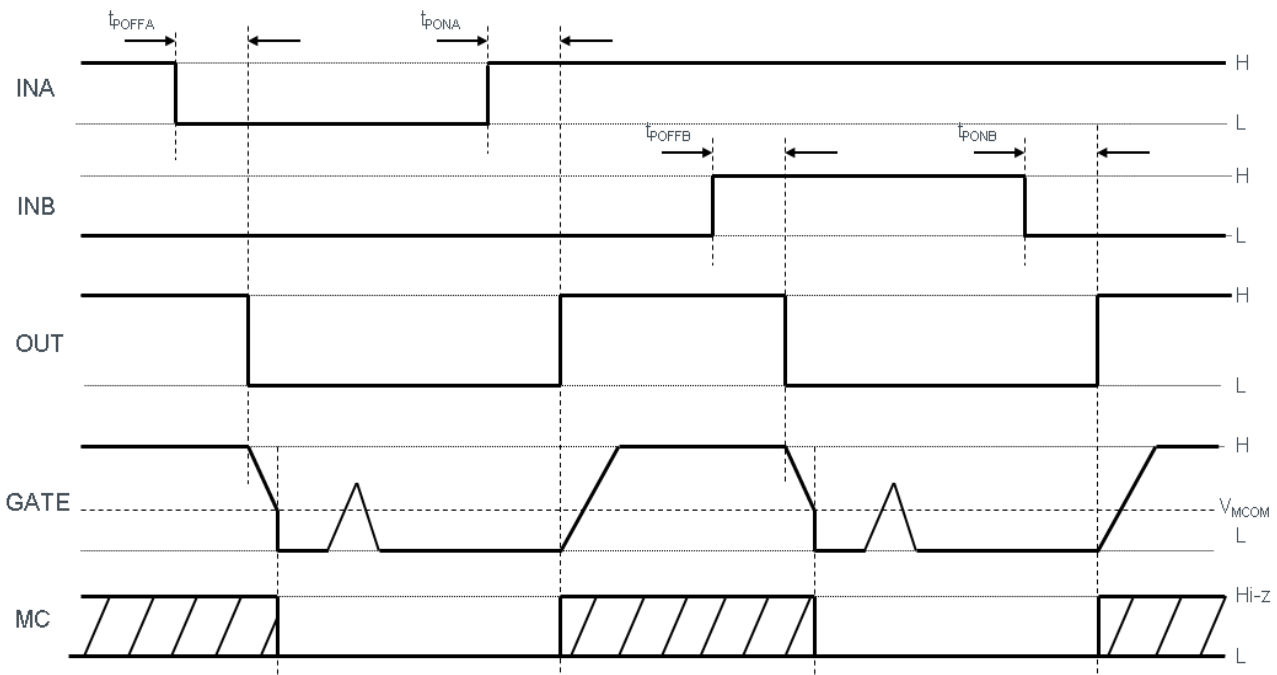 tPOFFA
tPONA
INA
H
L
tPOFFB
tPONB
INB
H
L
OUT
H
L
GATE
H
VMCOM
L
MC
Hi-z
L